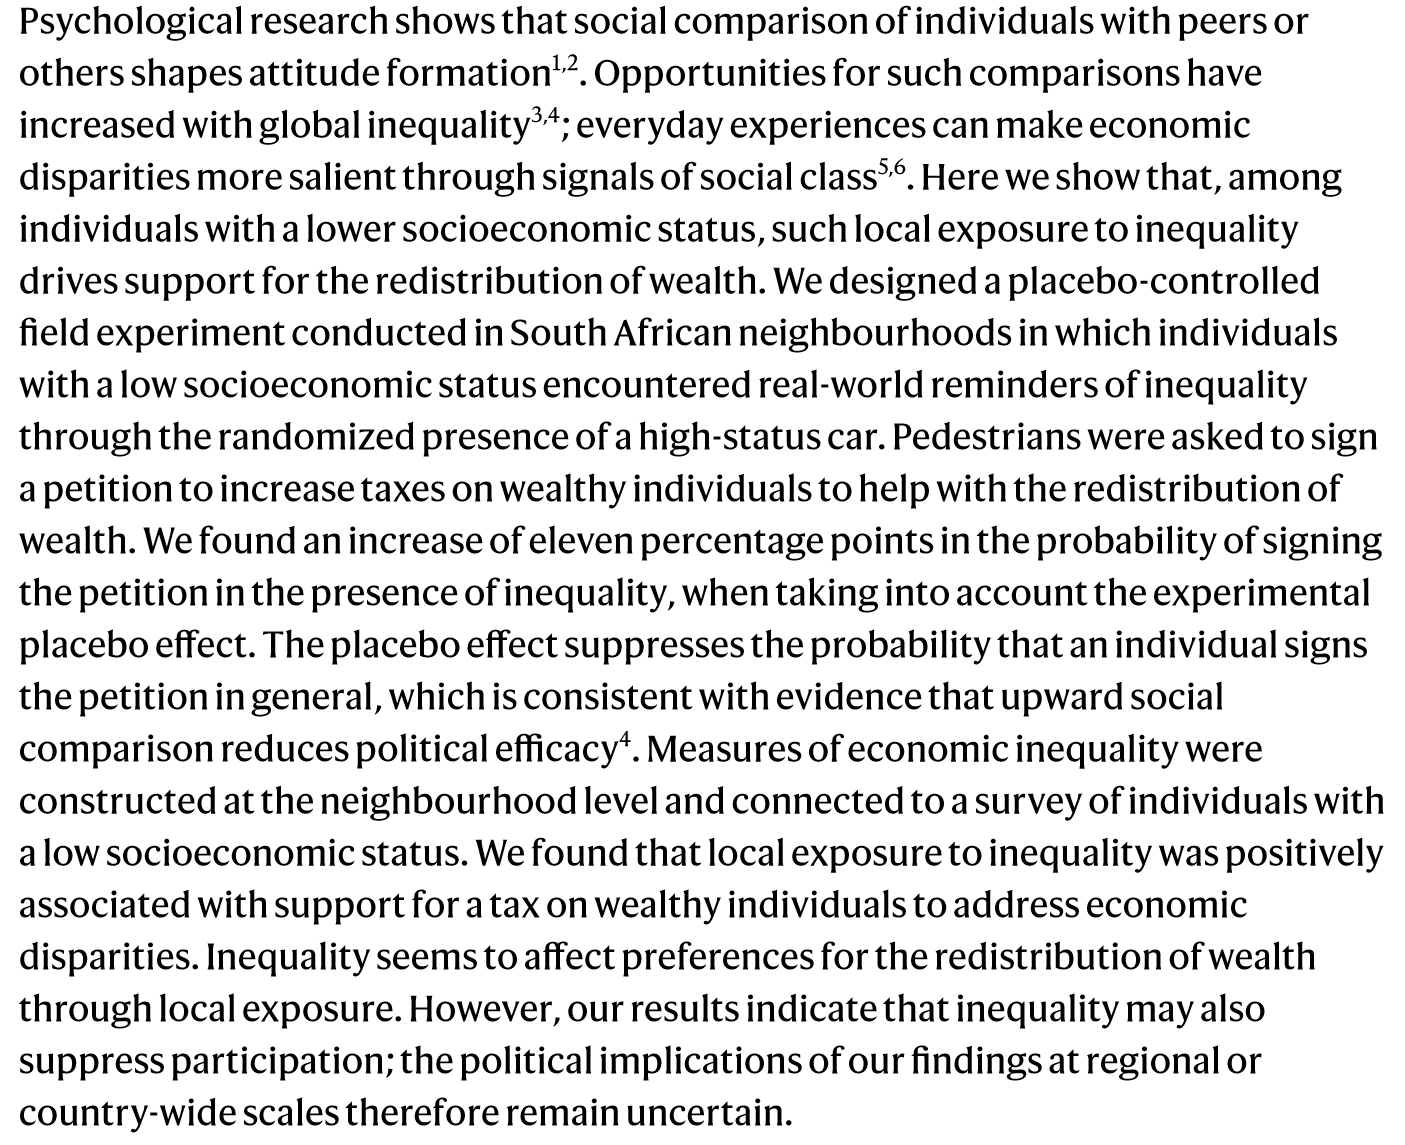 Psychological research shows that social comparison of individuals with peers or
others shapes attitude formation1,2. Opportunities for such comparisons have
increased with global inequality3,4; everyday experiences can make economic
disparities more salient through signals of social class5,6. Here we show that, among
individuals with a lower socioeconomic status, such local exposure to inequality
drives support for the redistribution of wealth. We designed a placebo-controlled
field experiment conducted in South African neighbourhoods in which individuals
with a low socioeconomic status encountered real-world reminders of inequality
through the randomized presence of a high-status car. Pedestrians were asked to sign
a petition to increase taxes on wealthy individuals to help with the redistribution of
wealth. We found an increase of eleven percentage points in the probability of signing
the petition in the presence of inequality, when taking into account the experimental
placebo effect. The placebo effect suppresses the probability that an individual signs
the petition in general, which is consistent with evidence that upward social
comparison reduces political efficacy4. Measures of economic inequality were
constructed at the neighbourhood level and connected to a survey of individuals with
a low socioeconomic status. We found that local exposure to inequality was positively
associated with support for a tax on wealthy individuals to address economic
disparities. Inequality seems to affect preferences for the redistribution of wealth
through local exposure. However, our results indicate that inequality may also
suppress participation; the political implications of our findings at regional or
country-wide scales therefore remain uncertain.